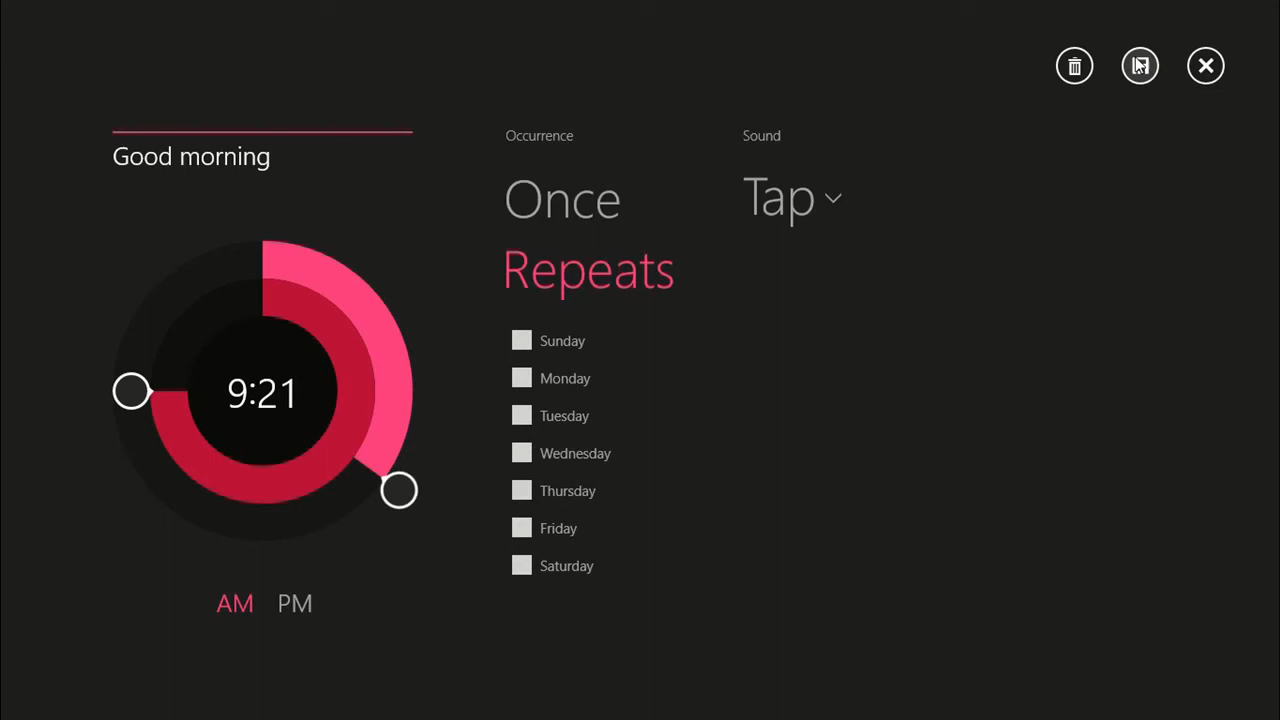 Good morning
9:21
AM PM
Occurrence
Once
Repeats
Sunday
Monday
Tuesday
Wednesday
Thursday
Friday
Saturday
Sound
Tap